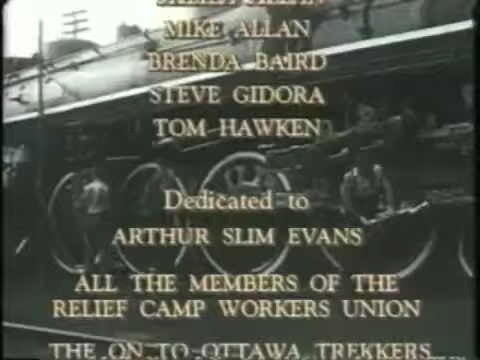 MIKE ALLAN
BRENDA BAIRD
STEVE GIDORA
TOM HAWKEN
Dedicated to
ARTHUR SLIM EVANS
ALL THE MEMBERS OF THE
RELIEF CAMP WORKERS UNION
THE ON TO OTTAWA TREKKERS